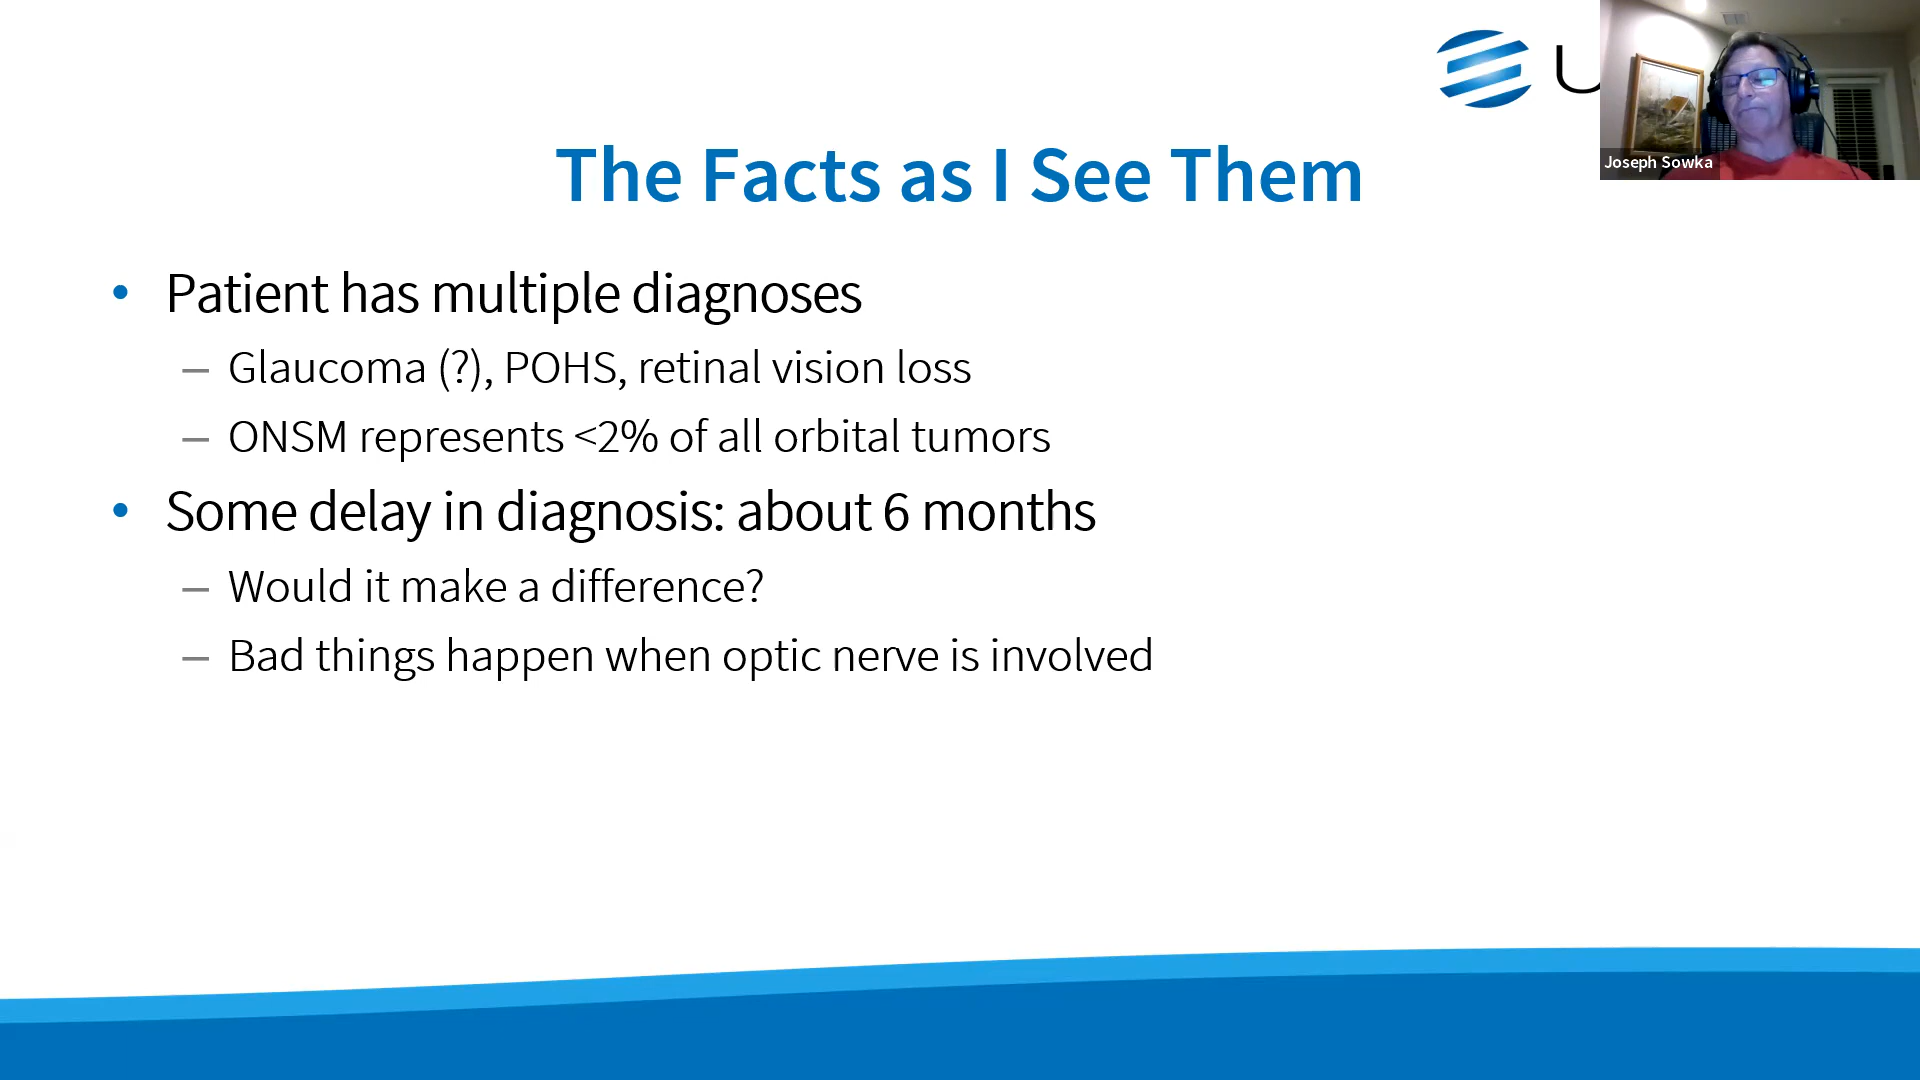 The Facts as I See Them
Joseph Sowka
• Patient has multiple diagnoses
– Glaucoma (?), POHS, retinal vision loss
– ONSM represents <2% of all orbital tumors
• Some delay in diagnosis: about 6 months
– Would it make a difference?
– Bad things happen when optic nerve is involved